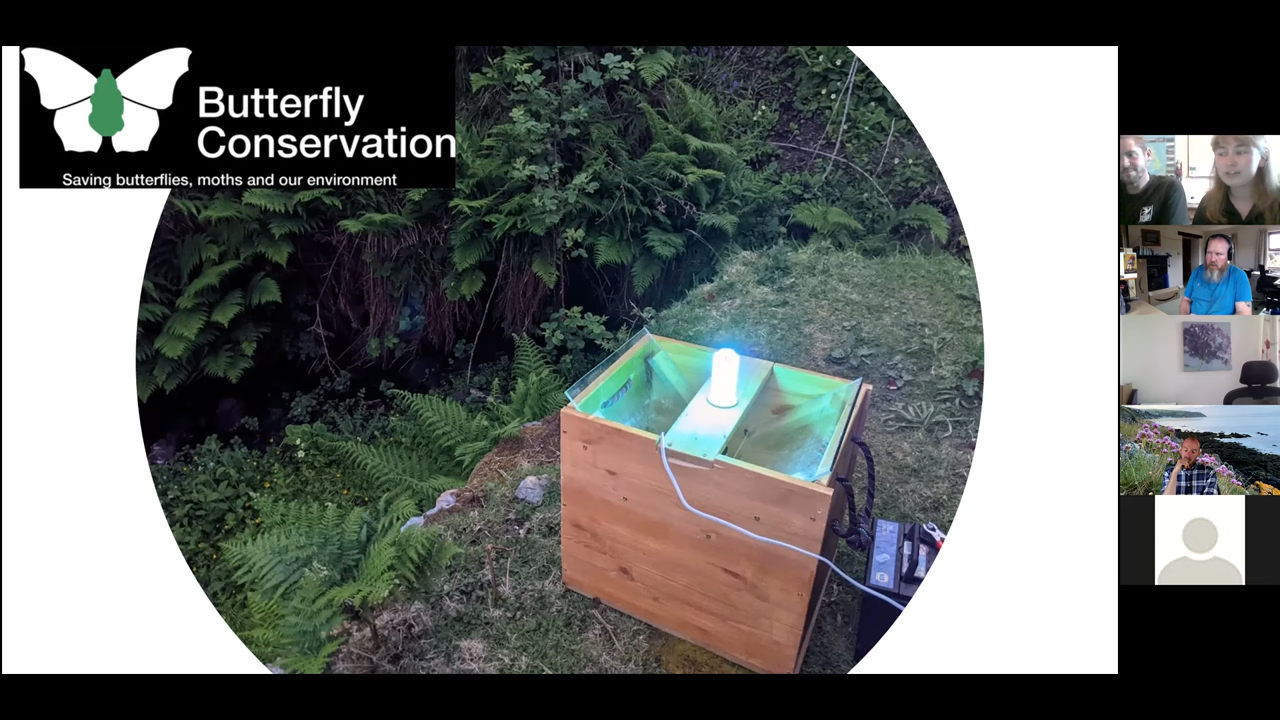 Butterfly
Conservation
Saving butterflies, moths and our environment